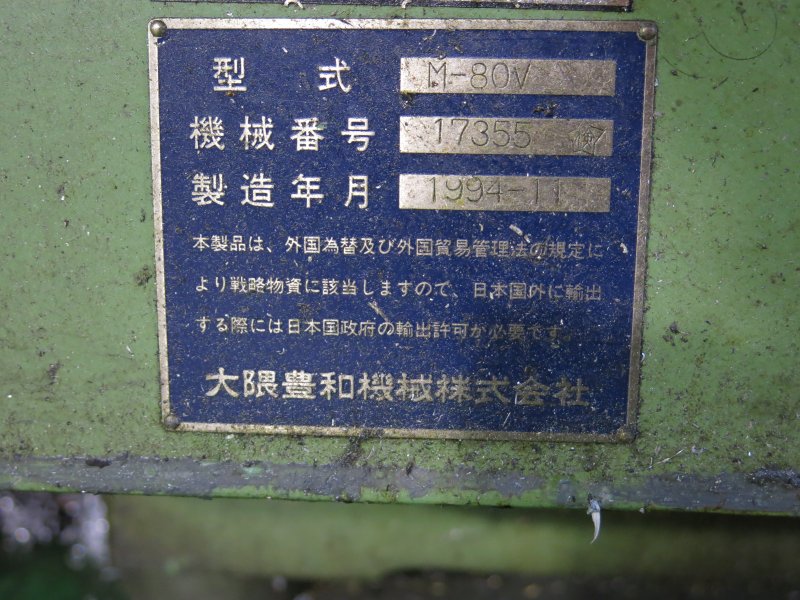 型式 M-80V
機械番号 17355
製造年月 1994-11
本製品は、外国為替及び外国貿易管理法の規定に
より戦略物資に該当しますので、日本国外に輸出
する際には日本国政府の輸出許可が必要です。
大隈豊和機械株式会社